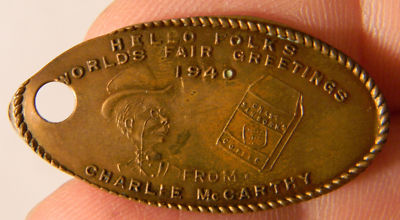 HELLO FOLKS
WORLDS FAIR GREETINGS
1940
FROM
CHARLIE McCARTHY